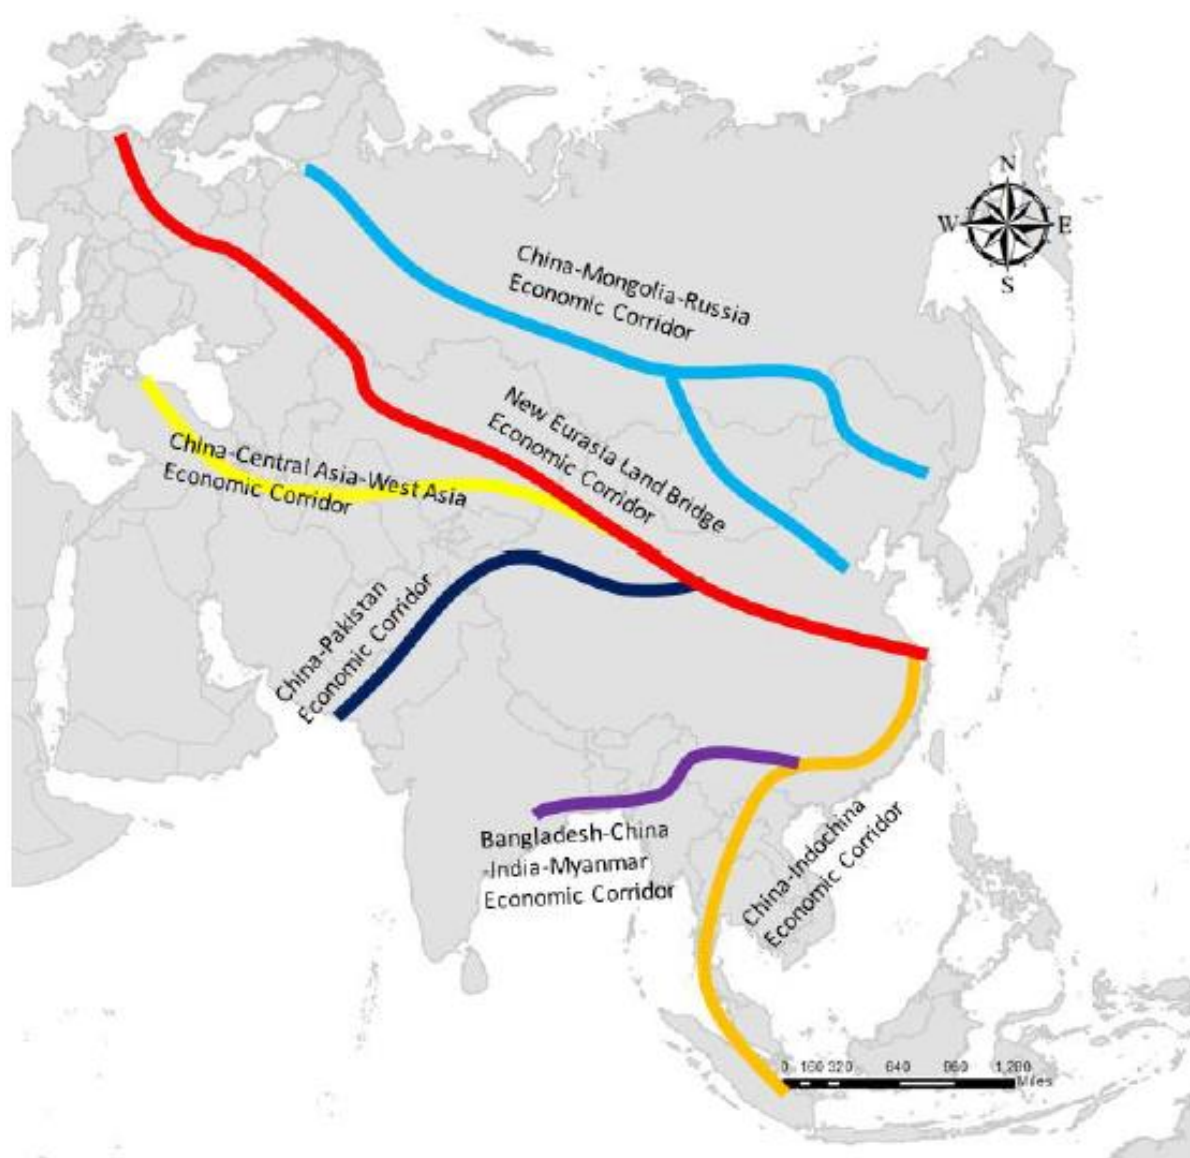 N
W
E
S
China-Mongolia-Russia
Economic Corridor
New Eurasia Land Bridge
Economic Corridor
China-Central Asia-West Asia
Economic Corridor
China-Pakistan
Economic Corridor
Bangladesh-China
-India-Myanmar
Economic Corridor
China-Indochina
Economic Corridor
0 160 320 640 960 1,280
Miles